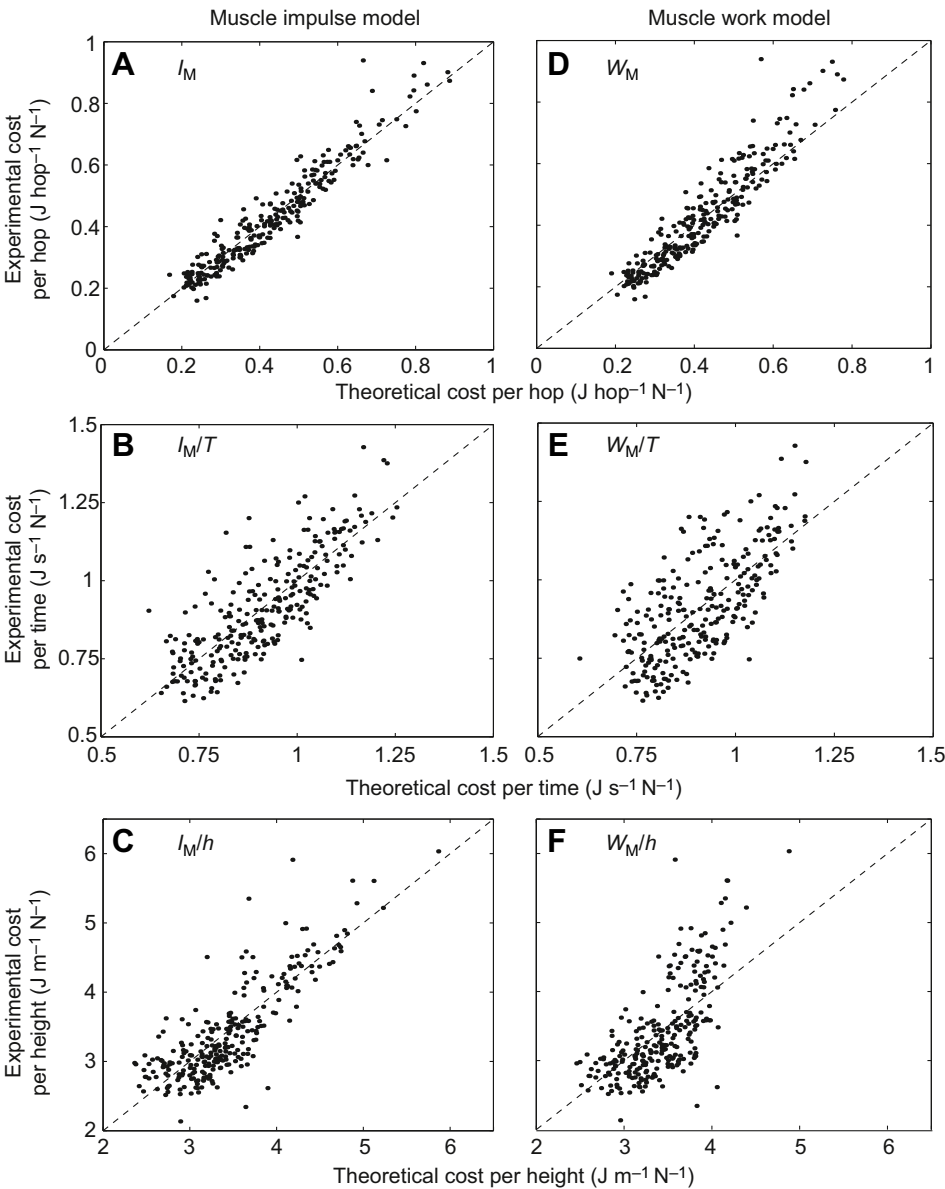 Muscle impulse model
Muscle work model
A
I_M
D
W_M
Experimental cost
per hop (J hop–1 N–1)
1
0.8
0.6
0.4
0.2
0
0 0.2 0.4 0.6 0.8 1
0 0.2 0.4 0.6 0.8 1
Theoretical cost per hop (J hop–1 N–1)
B
I_M/T
E
W_M/T
Experimental cost
per time (J s–1 N–1)
1.5
1.25
1
0.75
0.5
0.5 0.75 1 1.25 1.5
0.5 0.75 1 1.25 1.5
Theoretical cost per time (J s–1 N–1)
C
I_M/h
F
W_M/h
Experimental cost
per height (J m–1 N–1)
6
5
4
3
2
2 3 4 5 6
2 3 4 5 6
Theoretical cost per height (J m–1 N–1)